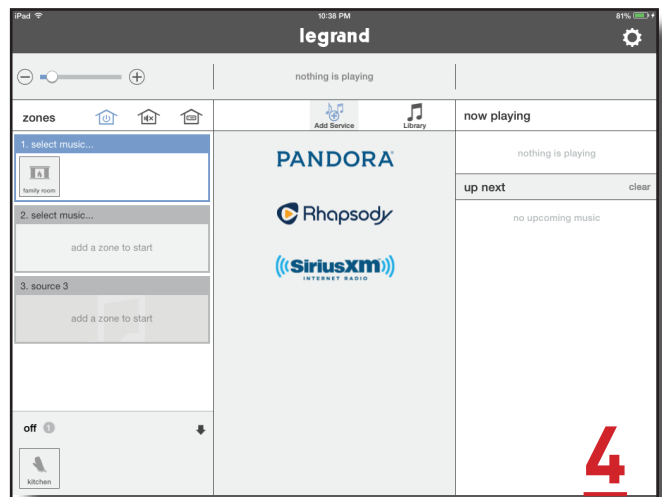 iPad 10:38 PM 81%
legrand
nothing is playing
zones
Add Service
Library
now playing
1. select music...
family room
PANDORA
nothing is playing
up next clear
2. select music...
add a zone to start
Rhapsody
no upcoming music
((SiriusXM))
INTERNET RADIO
3. source 3
add a zone to start
off 1
kitchen
4